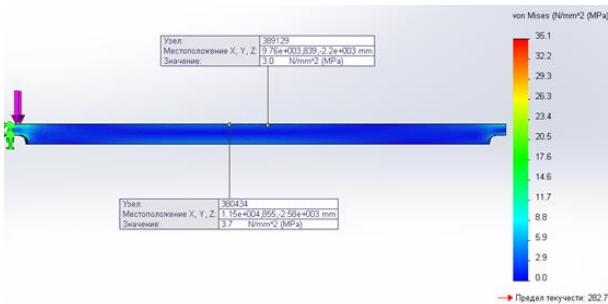 von Mises (N/mm^2 (MPa)
Узел: 389129
Местоположение X, Y, Z: 9.76e+003,839,-2.2e+003 mm
Значение: 3.0 N/mm^2 (MPa)
35.1
32.2
29.3
26.3
23.4
20.5
17.6
14.6
11.7
8.8
5.9
2.9
0.0
Узел: 380434
Местоположение X, Y, Z: 1.15e+004,855,-2.58e+003 mm
Значение: 3.7 N/mm^2 (MPa)
Предел текучести: 282.7